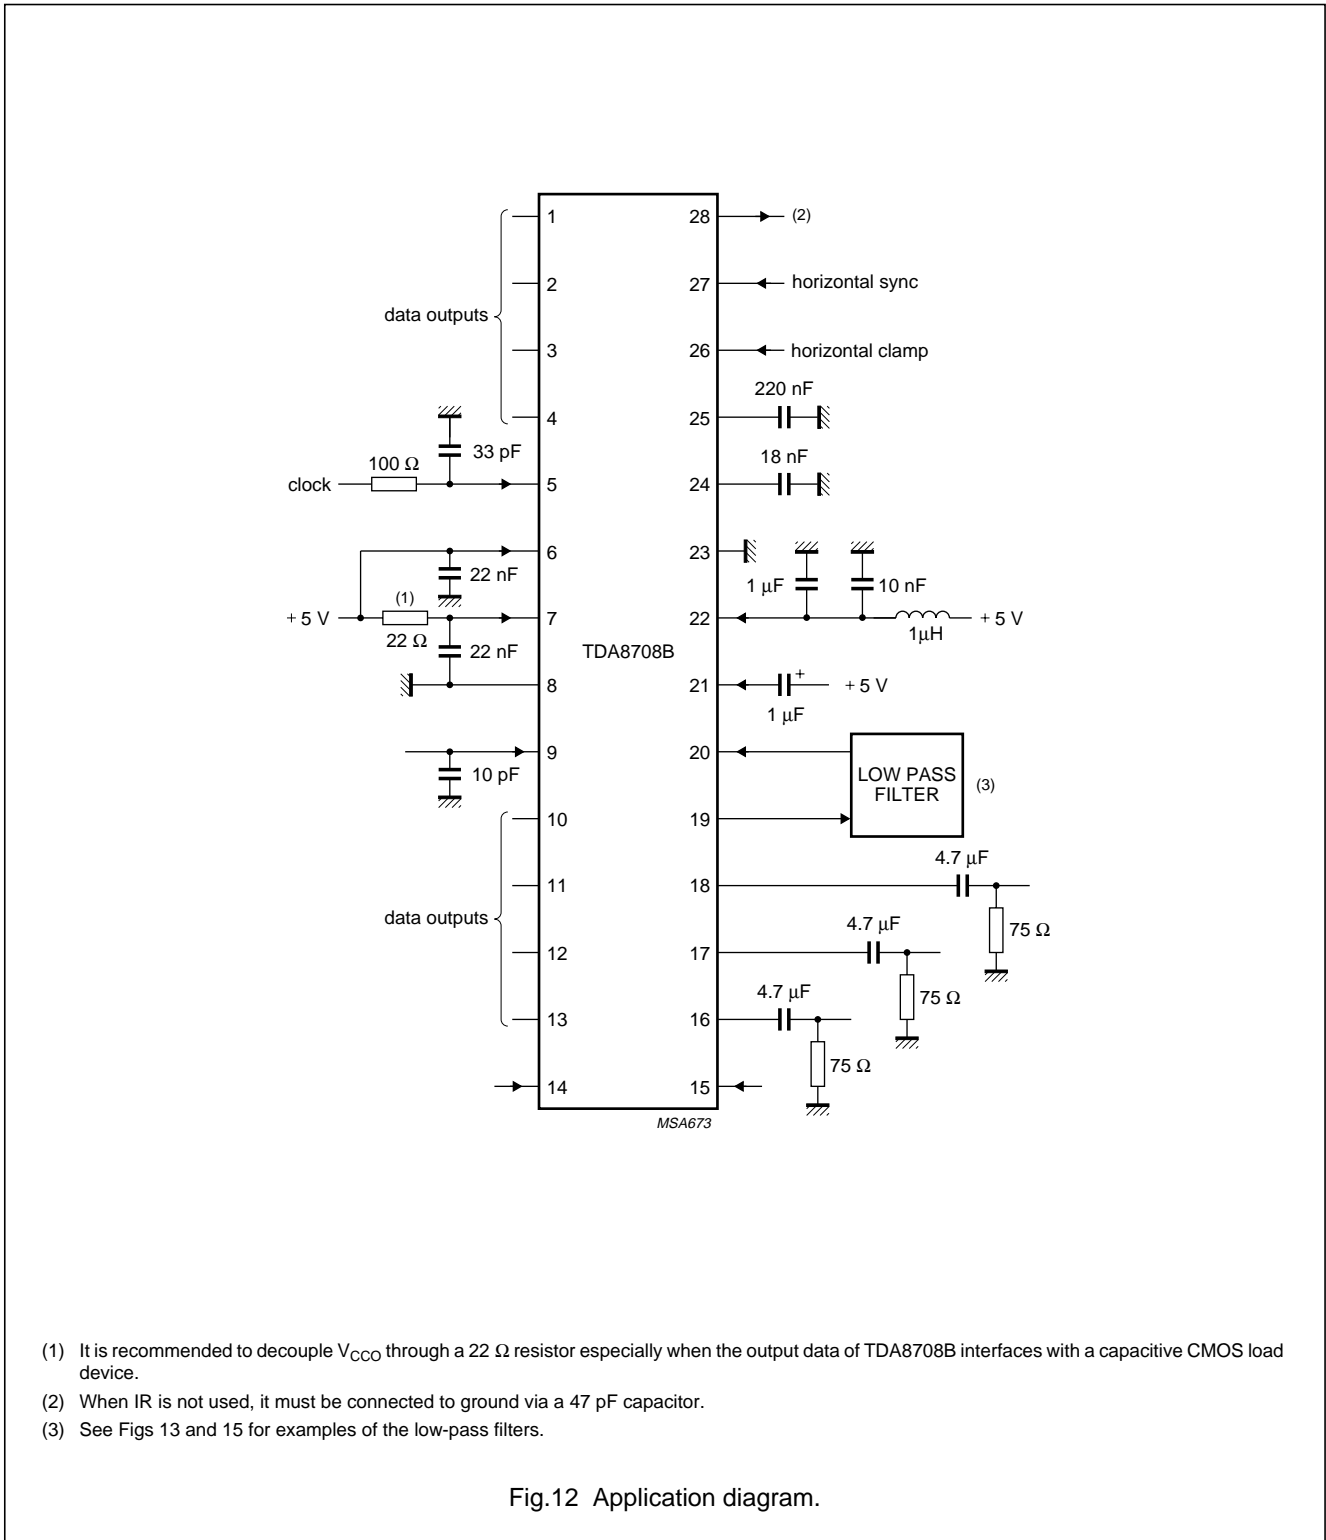 1
28
(2)
2
27
horizontal sync
data outputs
3
26
horizontal clamp
220 nF
4
25
33 pF
18 nF
100 Ω
clock
5
24
6
23
22 nF
1 µF
10 nF
(1)
+ 5 V
7
22
+ 5 V
22 Ω
1µH
22 nF
TDA8708B
8
21
+
+ 5 V
1 µF
9
20
10 pF
LOW PASS
FILTER
(3)
10
19
4.7 µF
11
18
data outputs
4.7 µF
75 Ω
12
17
4.7 µF
75 Ω
13
16
75 Ω
14
15
MSA673
(1) It is recommended to decouple VCCO through a 22 Ω resistor especially when the output data of TDA8708B interfaces with a capacitive CMOS load
device.
(2) When IR is not used, it must be connected to ground via a 47 pF capacitor.
(3) See Figs 13 and 15 for examples of the low-pass filters.
Fig.12 Application diagram.